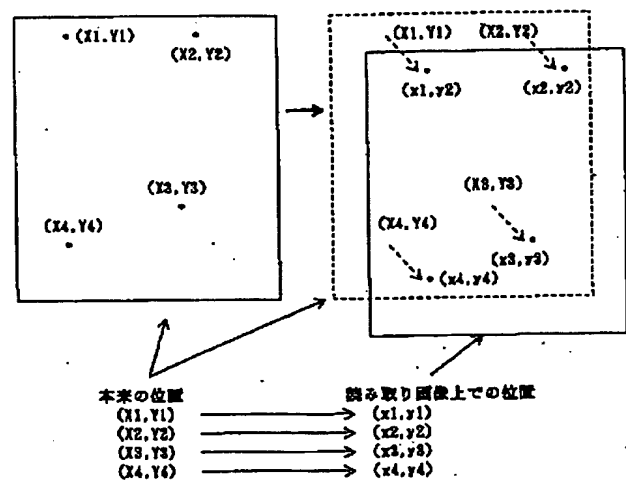 (X1,Y1)
(X2,Y2)
(X3,Y3)
(X4,Y4)
(X1,Y1) (X2,Y2)
(x1,y2) (x2,y2)
(X3,Y3)
(X4,Y4)
(x3,y3)
(x4,y4)
本来の位置 読み取り画像上での位置
(X1,Y1) (x1,y1)
(X2,Y2) (x2,y2)
(X3,Y3) (x3,y3)
(X4,Y4) (x4,y4)